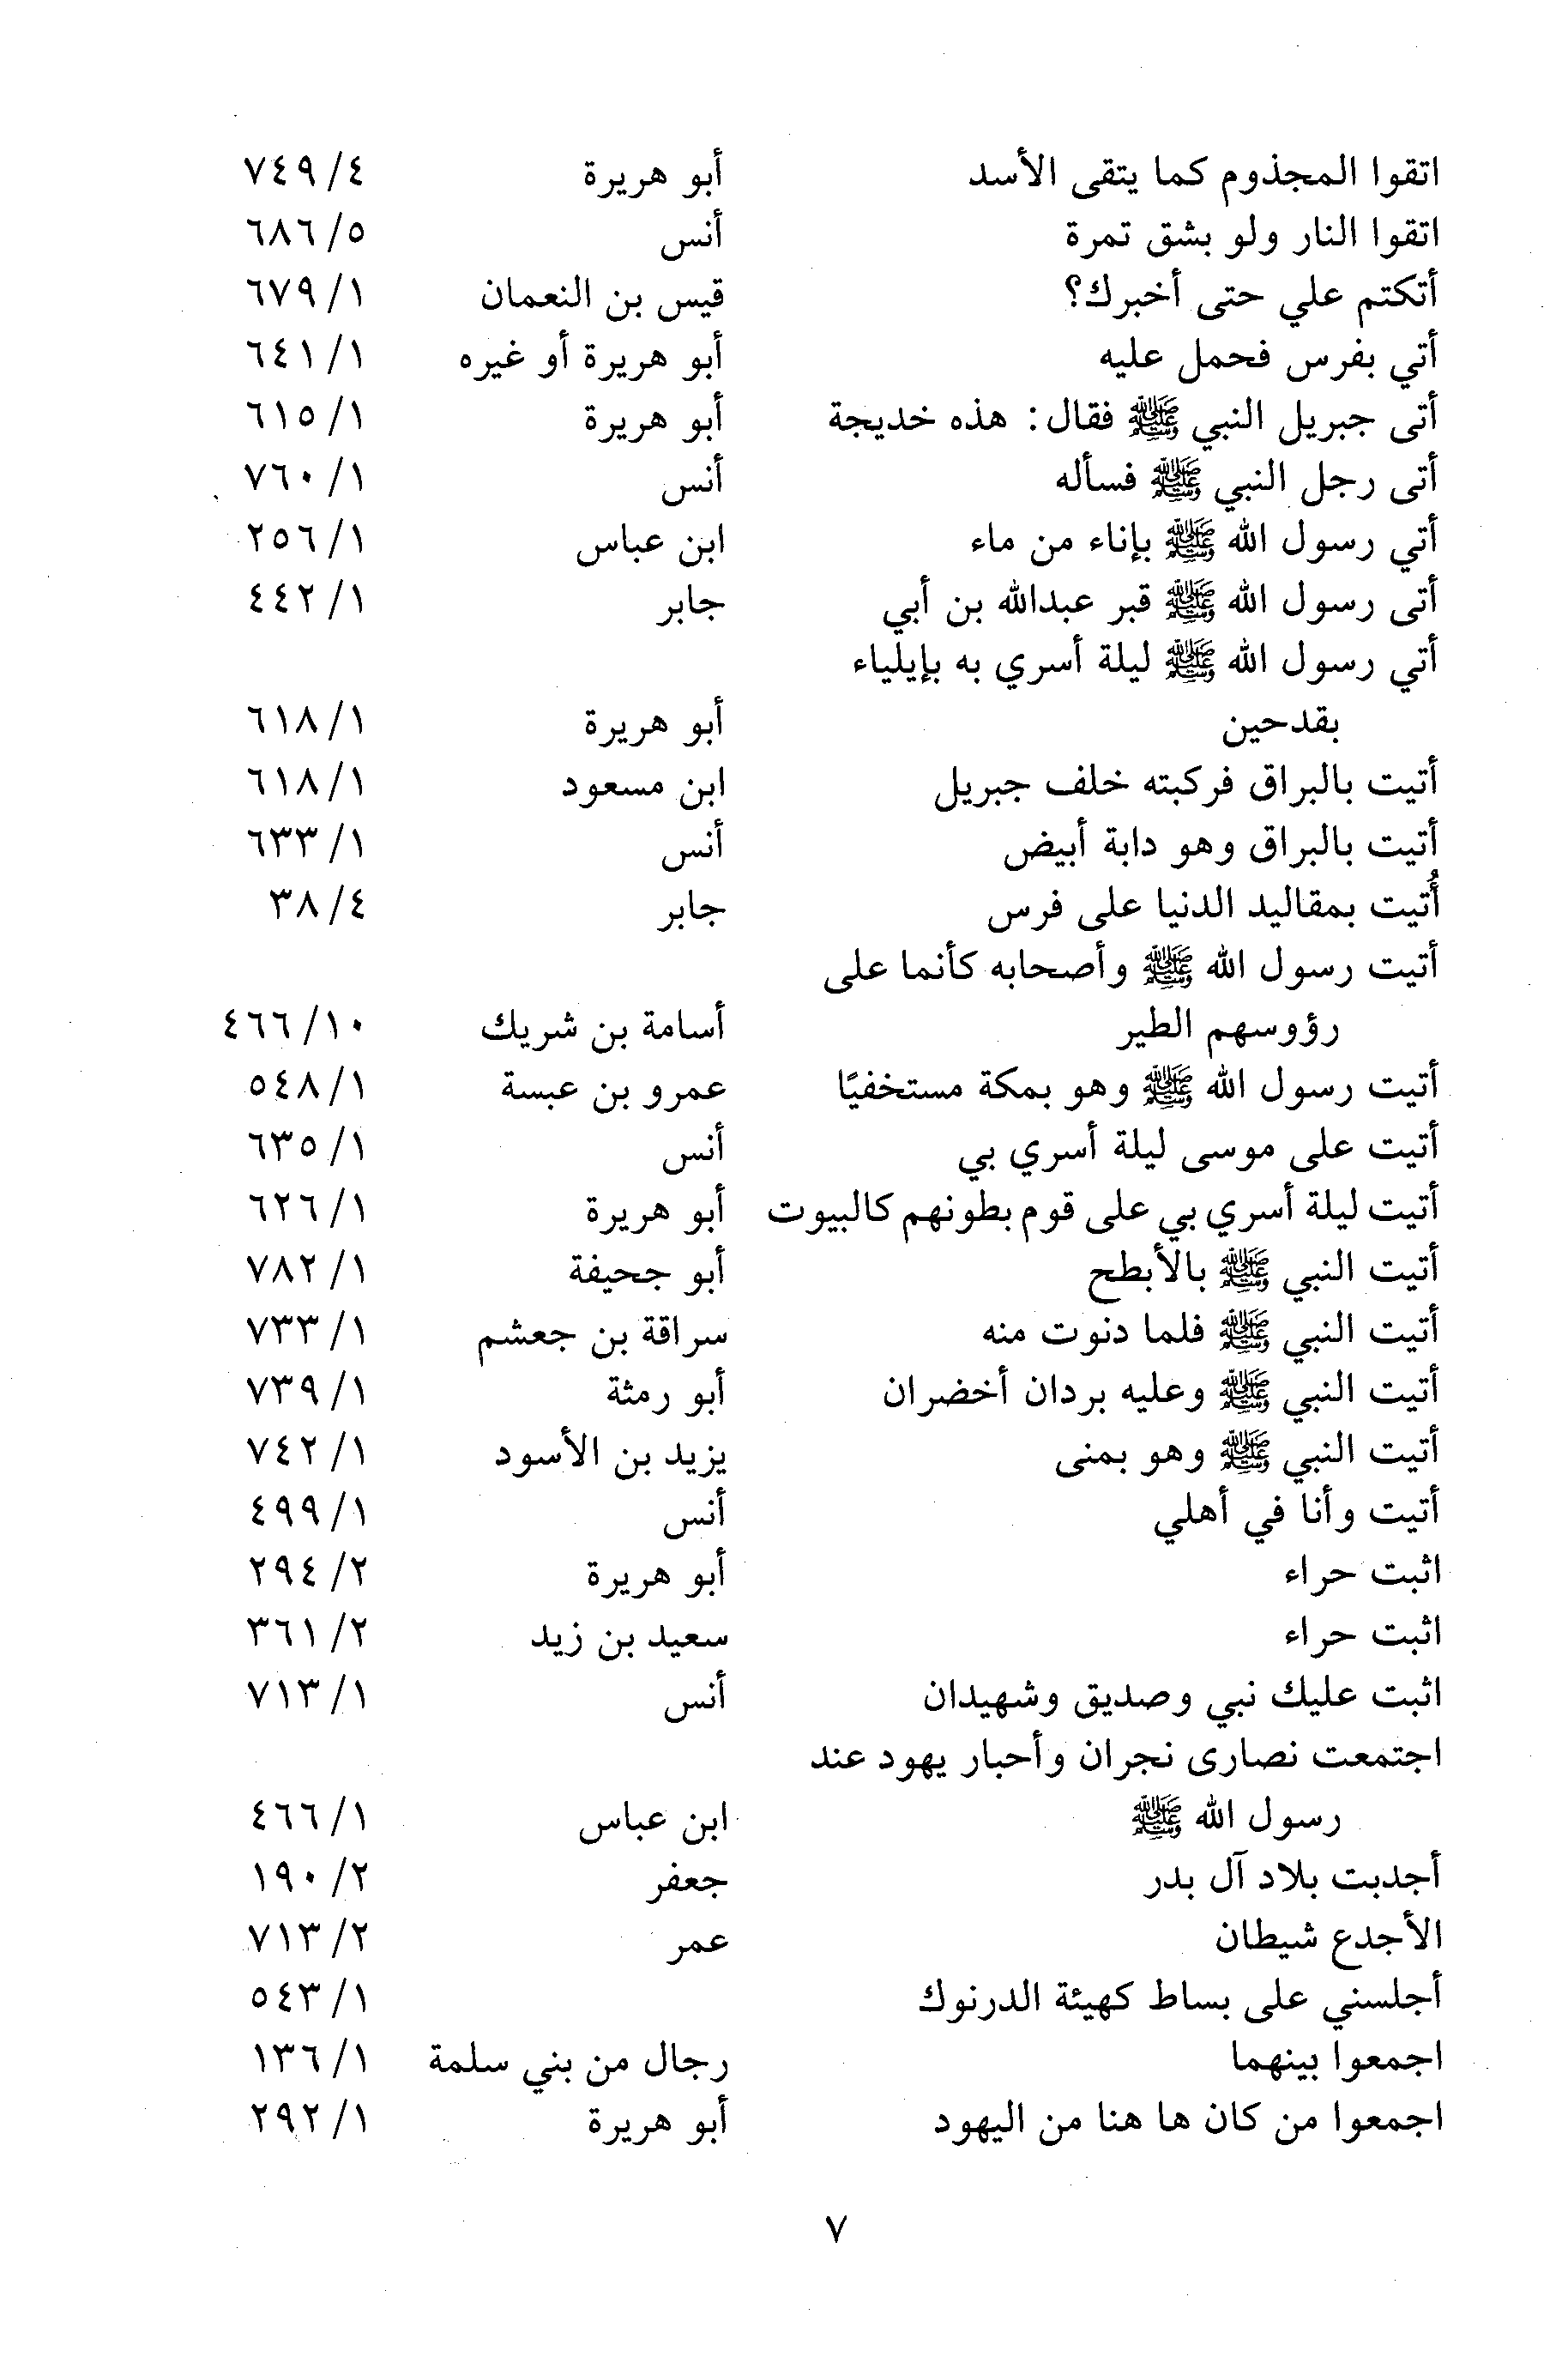 اتقوا المجذوم كما يتقى الأسد أبو هريرة ٤/ ٧٤٩
اتقوا النار ولو بشق تمرة أنس ٥/ ٦٨٦
أتكتم علي حتى أخبرك؟ قيس بن النعمان ١/ ٦٧٩
أتي بفرس فحمل عليه أبو هريرة أو غيره ١/ ٦٤١
أتى جبريل النبي ﷺ فقال: هذه خديجة أبو هريرة ١/ ٦١٥
أتى رجل النبي ﷺ فسأله أنس ١/ ٧٦٠
أتي رسول الله ﷺ بإناء من ماء ابن عباس ١/ ٢٥٦
أتى رسول الله ﷺ قبر عبدالله بن أبي جابر ١/ ٤٤٢
أتي رسول الله ﷺ ليلة أسري به بإيلياء
بقدحين أبو هريرة ١/ ٦١٨
أتيت بالبراق فركبته خلف جبريل ابن مسعود ١/ ٦١٨
أتيت بالبراق وهو دابة أبيض أنس ١/ ٦٣٣
أُتيت بمقاليد الدنيا على فرس جابر ٤/ ٣٨
أتيت رسول الله ﷺ وأصحابه كأنما على
رؤوسهم الطير أسامة بن شريك ١٠/ ٤٦٦
أتيت رسول الله ﷺ وهو بمكة مستخفيًا عمرو بن عبسة ١/ ٥٤٨
أتيت على موسى ليلة أسري بي أنس ١/ ٦٣٥
أتيت ليلة أسري بي على قوم بطونهم كالبيوت أبو هريرة ١/ ٦٢٦
أتيت النبي ﷺ بالأبطح أبو جحيفة ١/ ٧٨٢
أتيت النبي ﷺ فلما دنوت منه سراقة بن جعشم ١/ ٧٣٣
أتيت النبي ﷺ وعليه بردان أخضران أبو رمثة ١/ ٧٣٩
أتيت النبي ﷺ وهو بمنى يزيد بن الأسود ١/ ٧٤٢
أتيت وأنا في أهلي أنس ١/ ٤٩٩
اثبت حراء أبو هريرة ٢/ ٢٩٤
اثبت حراء سعيد بن زيد ٢/ ٣٦١
اثبت عليك نبي وصديق وشهيدان أنس ١/ ٧١٣
اجتمعت نصارى نجران وأحبار يهود عند
رسول الله ﷺ ابن عباس ١/ ٤٦٦
أجدبت بلاد آل بدر جعفر ٢/ ١٩٠
الأجدع شيطان عمر ٢/ ٧١٣
أجلسني على بساط كهيئة الدرنوك ١/ ٥٤٣
اجمعوا بينهما رجال من بني سلمة ١/ ١٣٦
اجمعوا من كان ها هنا من اليهود أبو هريرة ١/ ٢٩٢
٧